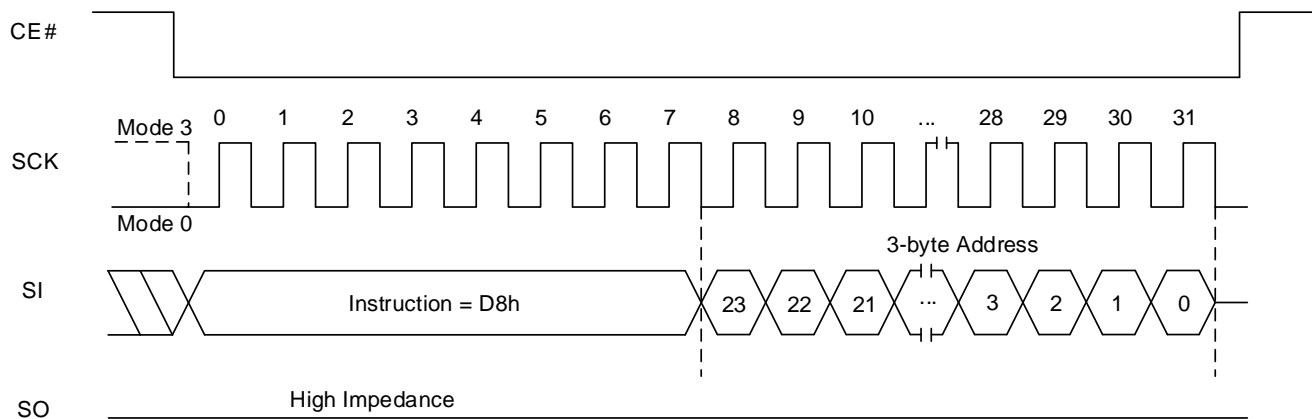 CE#
0 1 2 3 4 5 6 7 8 9 10 ... 28 29 30 31
Mode 3
SCK
Mode 0
3-byte Address
SI
Instruction = D8h 23 22 21 ... 3 2 1 0
High Impedance
SO